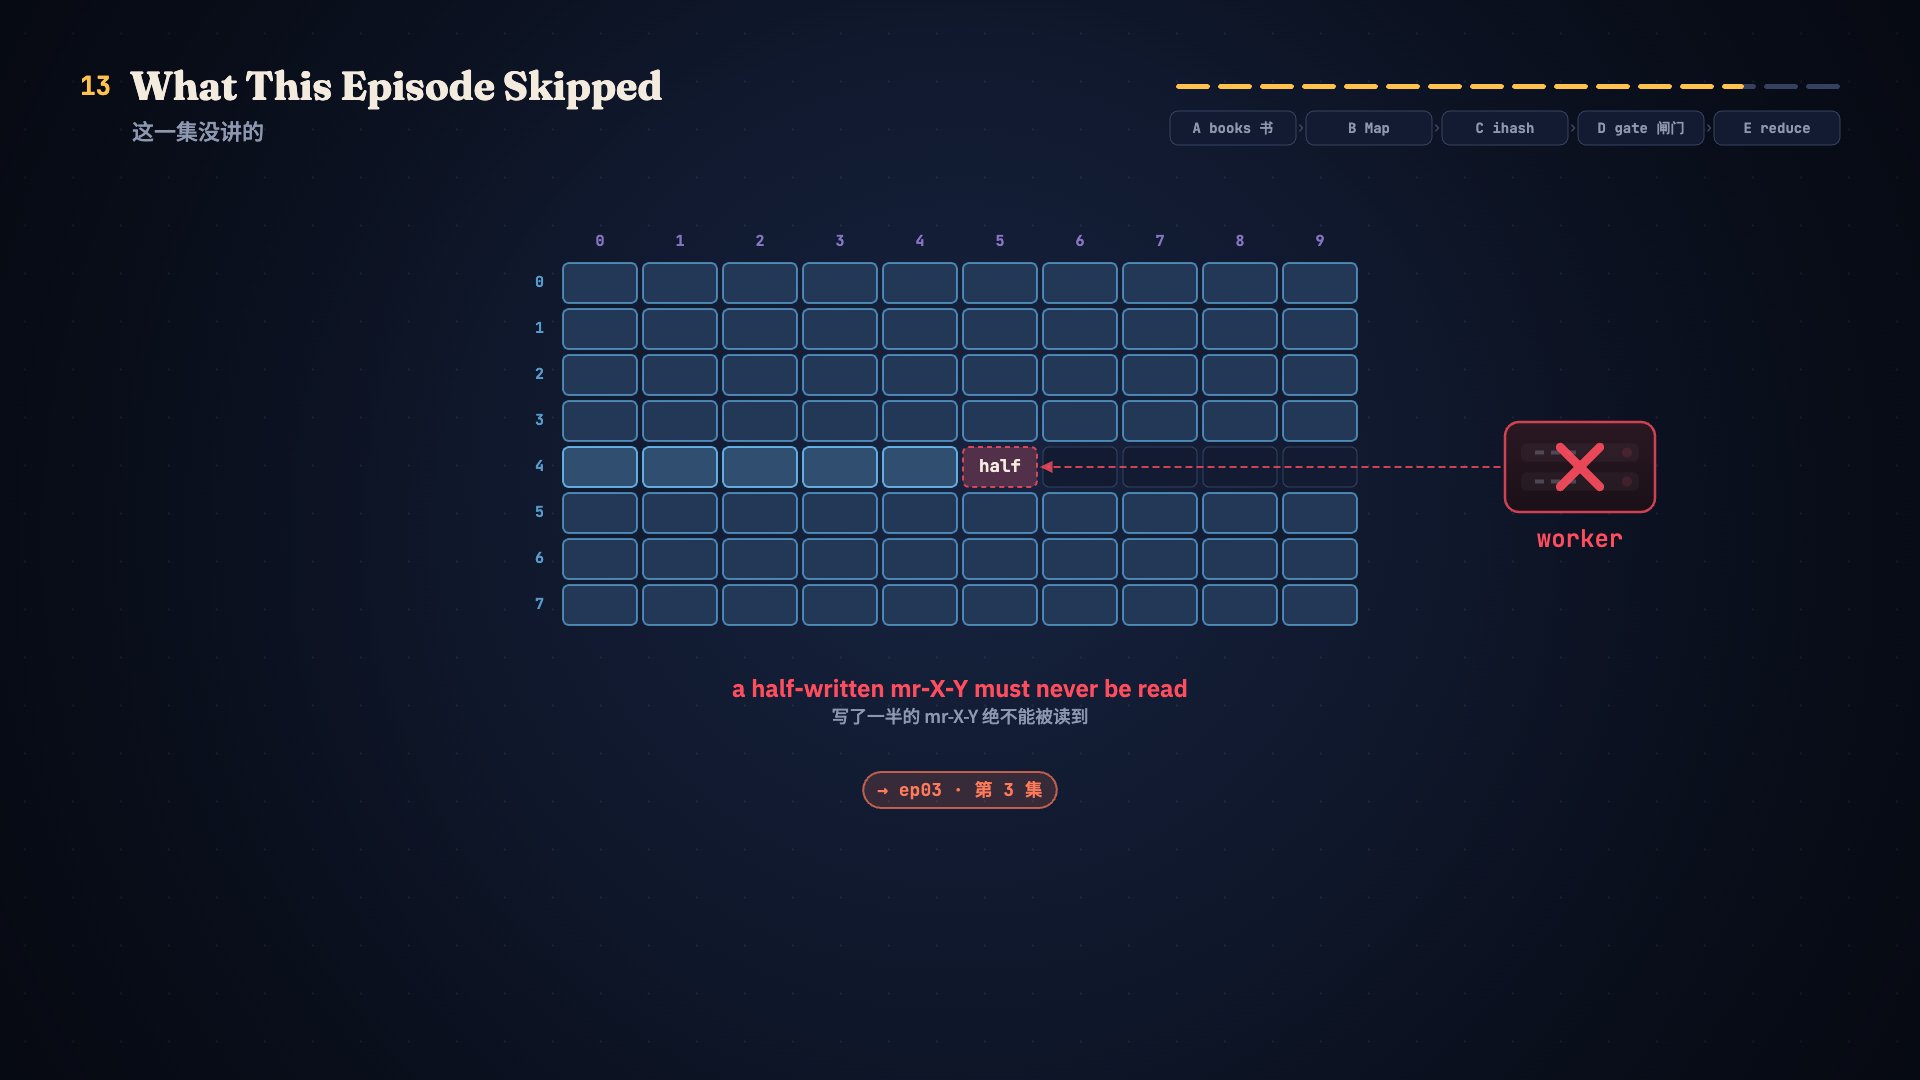 13 What This Episode Skipped
这一集没讲的
A books 书 › B Map › C ihash › D gate 闸门 › E reduce
0 1 2 3 4 5 6 7 8 9
0
1
2
3
4 half
5
6
7
worker
a half-written mr-X-Y must never be read
写了一半的 mr-X-Y 绝不能被读到
→ ep03 · 第 3 集